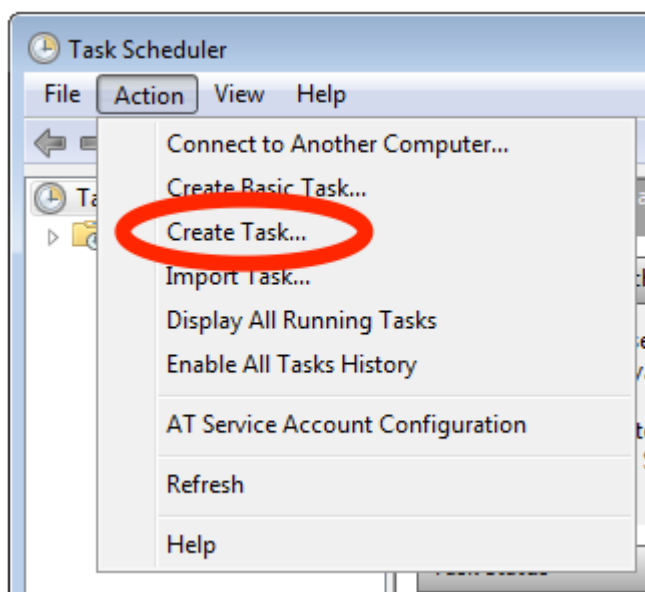 Task Scheduler
File Action View Help
Connect to Another Computer...
Create Basic Task...
Create Task...
Import Task...
Display All Running Tasks
Enable All Tasks History
AT Service Account Configuration
Refresh
Help